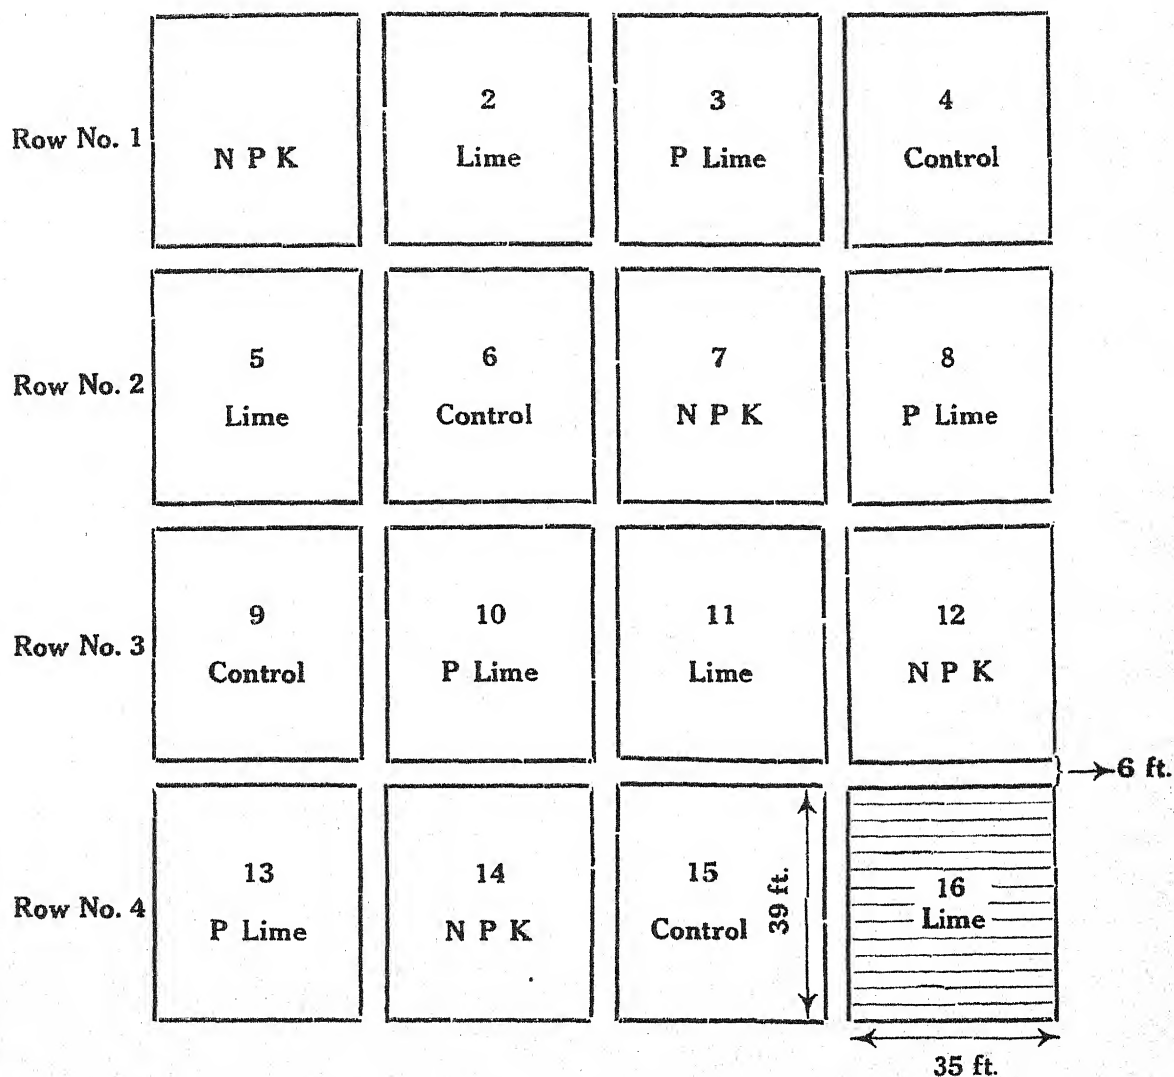 Row No. 1
N P K
2
Lime
3
P Lime
4
Control
Row No. 2
5
Lime
6
Control
7
N P K
8
P Lime
Row No. 3
9
Control
10
P Lime
11
Lime
12
N P K
6 ft.
Row No. 4
13
P Lime
14
N P K
15
Control
39 ft.
16
Lime
35 ft.